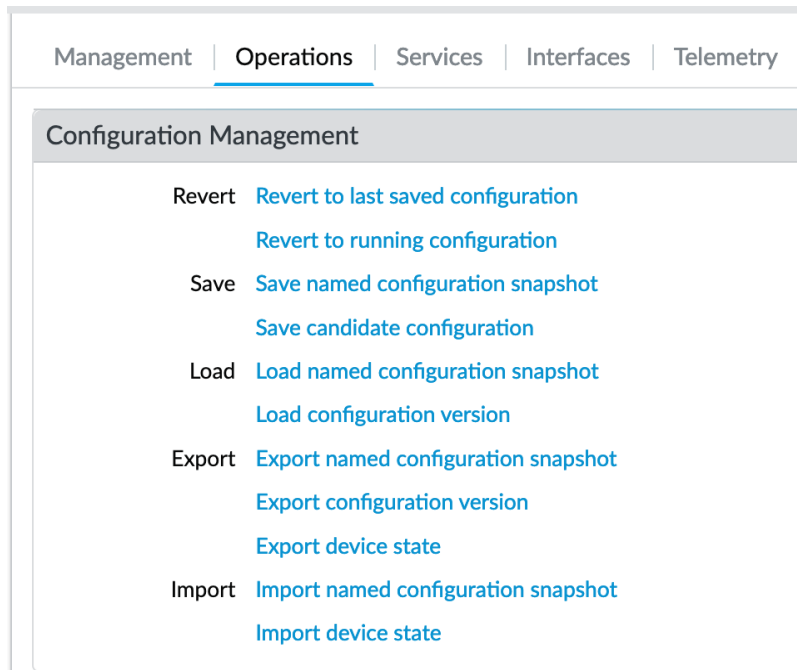 Management | Operations | Services | Interfaces | Telemetry
Configuration Management
Revert Revert to last saved configuration
Revert to running configuration
Save Save named configuration snapshot
Save candidate configuration
Load Load named configuration snapshot
Load configuration version
Export Export named configuration snapshot
Export configuration version
Export device state
Import Import named configuration snapshot
Import device state